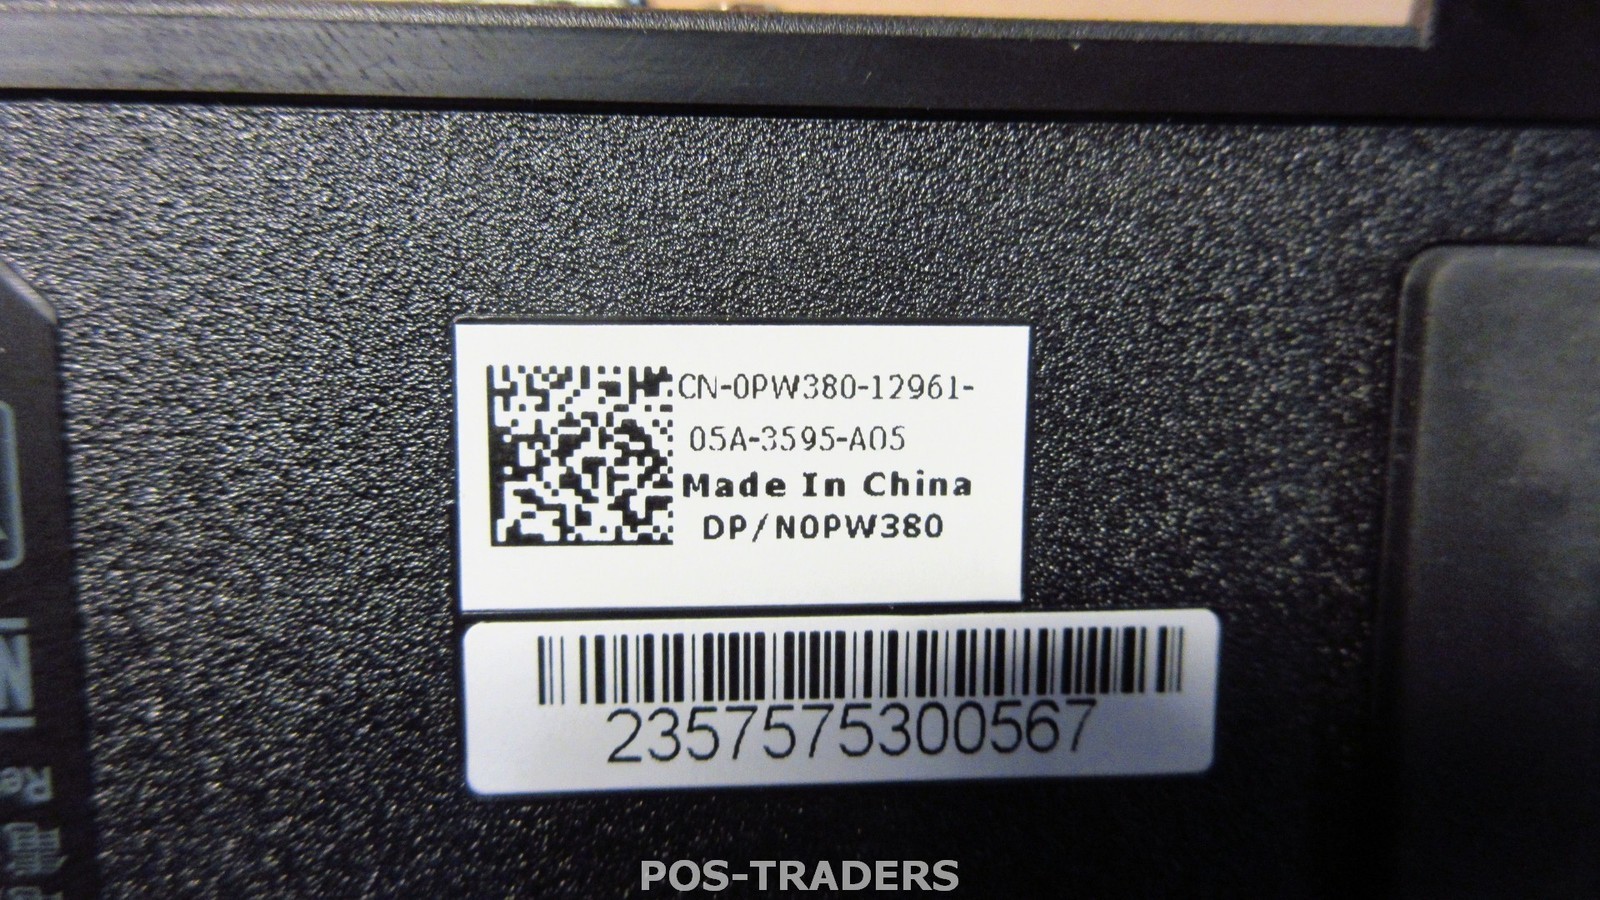 CN-0PW380-12961-
05A-3595-A05
Made In China
DP/N0PW380
2357575300567
POS-TRADERS